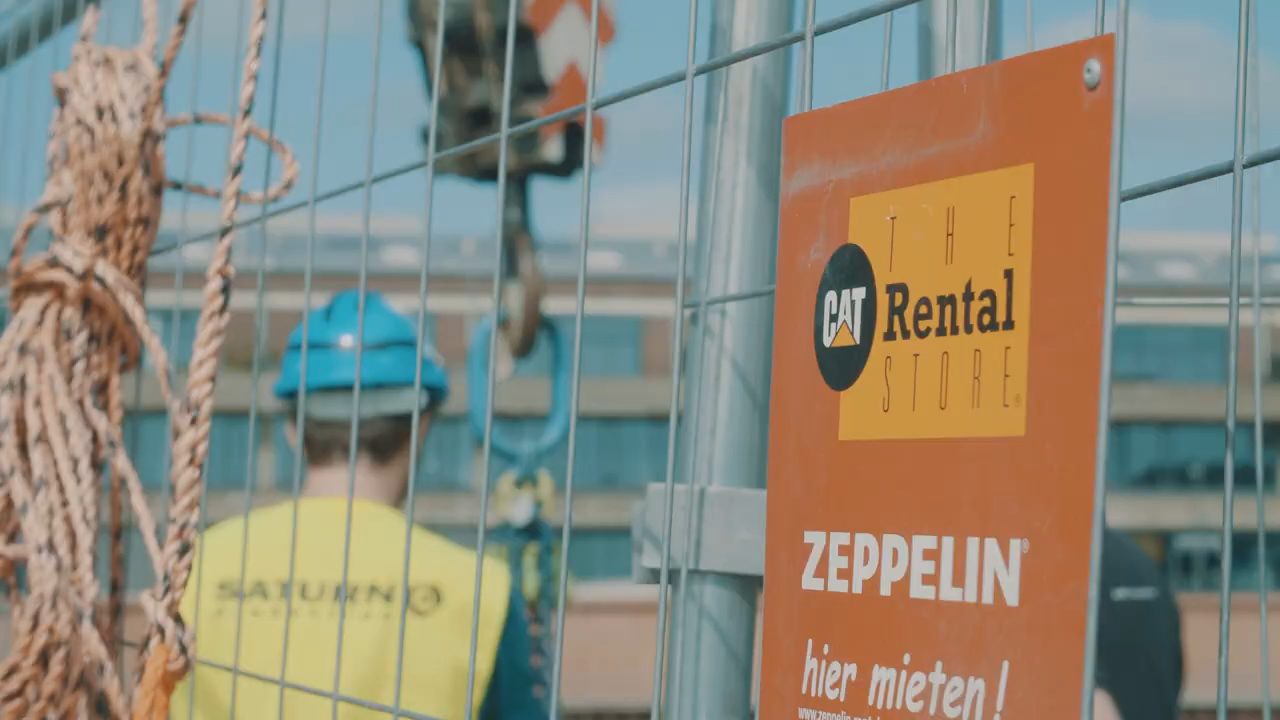 THE
CAT Rental
STORE®
ZEPPELIN®
hier mieten!
SATURN